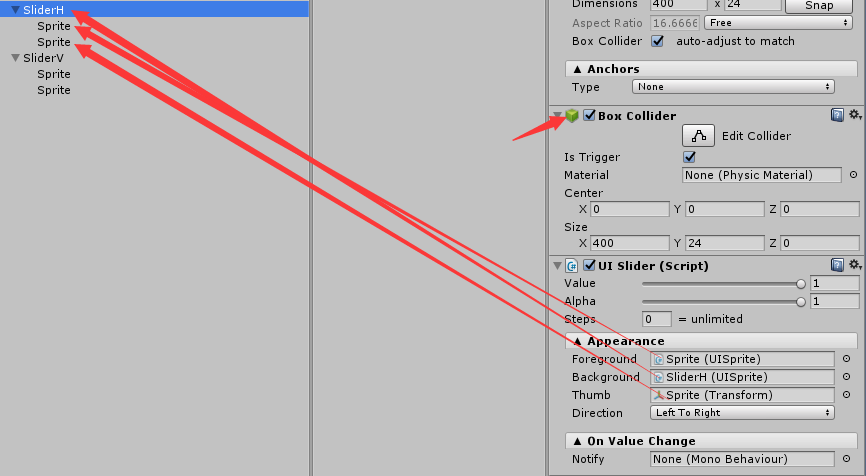 SliderH
Sprite
Sprite
SliderV
Sprite
Sprite
Dimensions 400 x 24 Snap
Aspect Ratio 16.6666 Free
Box Collider auto-adjust to match
▲ Anchors
Type None
Box Collider
Edit Collider
Is Trigger
Material None (Physic Material)
Center
X 0 Y 0 Z 0
Size
X 400 Y 24 Z 0
UI Slider (Script)
Value 1
Alpha 1
Steps 0 = unlimited
▲ Appearance
Foreground Sprite (UISprite)
Background SliderH (UISprite)
Thumb Sprite (Transform)
Direction Left To Right
▲ On Value Change
Notify None (Mono Behaviour)